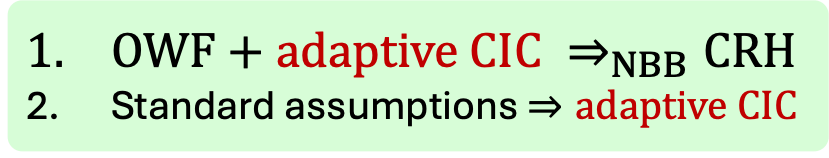 1. OWF + adaptive CIC ⇒NBB CRH
2. Standard assumptions ⇒ adaptive CIC